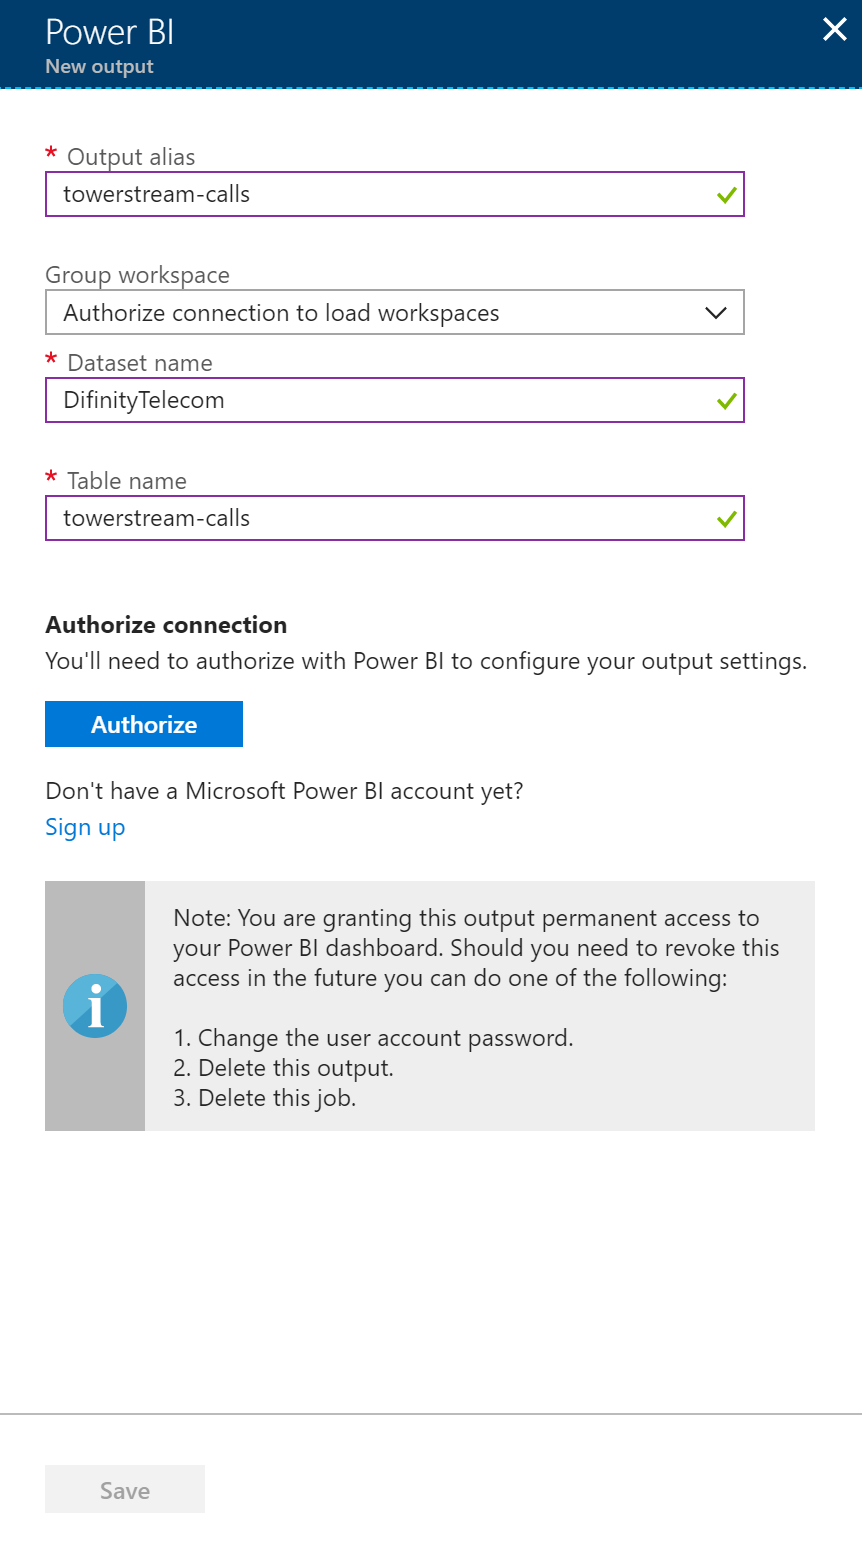 Power BI
New output
* Output alias
towerstream-calls
Group workspace
Authorize connection to load workspaces
* Dataset name
DifinityTelecom
* Table name
towerstream-calls
Authorize connection
You'll need to authorize with Power BI to configure your output settings.
Authorize
Don't have a Microsoft Power BI account yet?
Sign up
Note: You are granting this output permanent access to
your Power BI dashboard. Should you need to revoke this
access in the future you can do one of the following:
1. Change the user account password.
2. Delete this output.
3. Delete this job.
Save